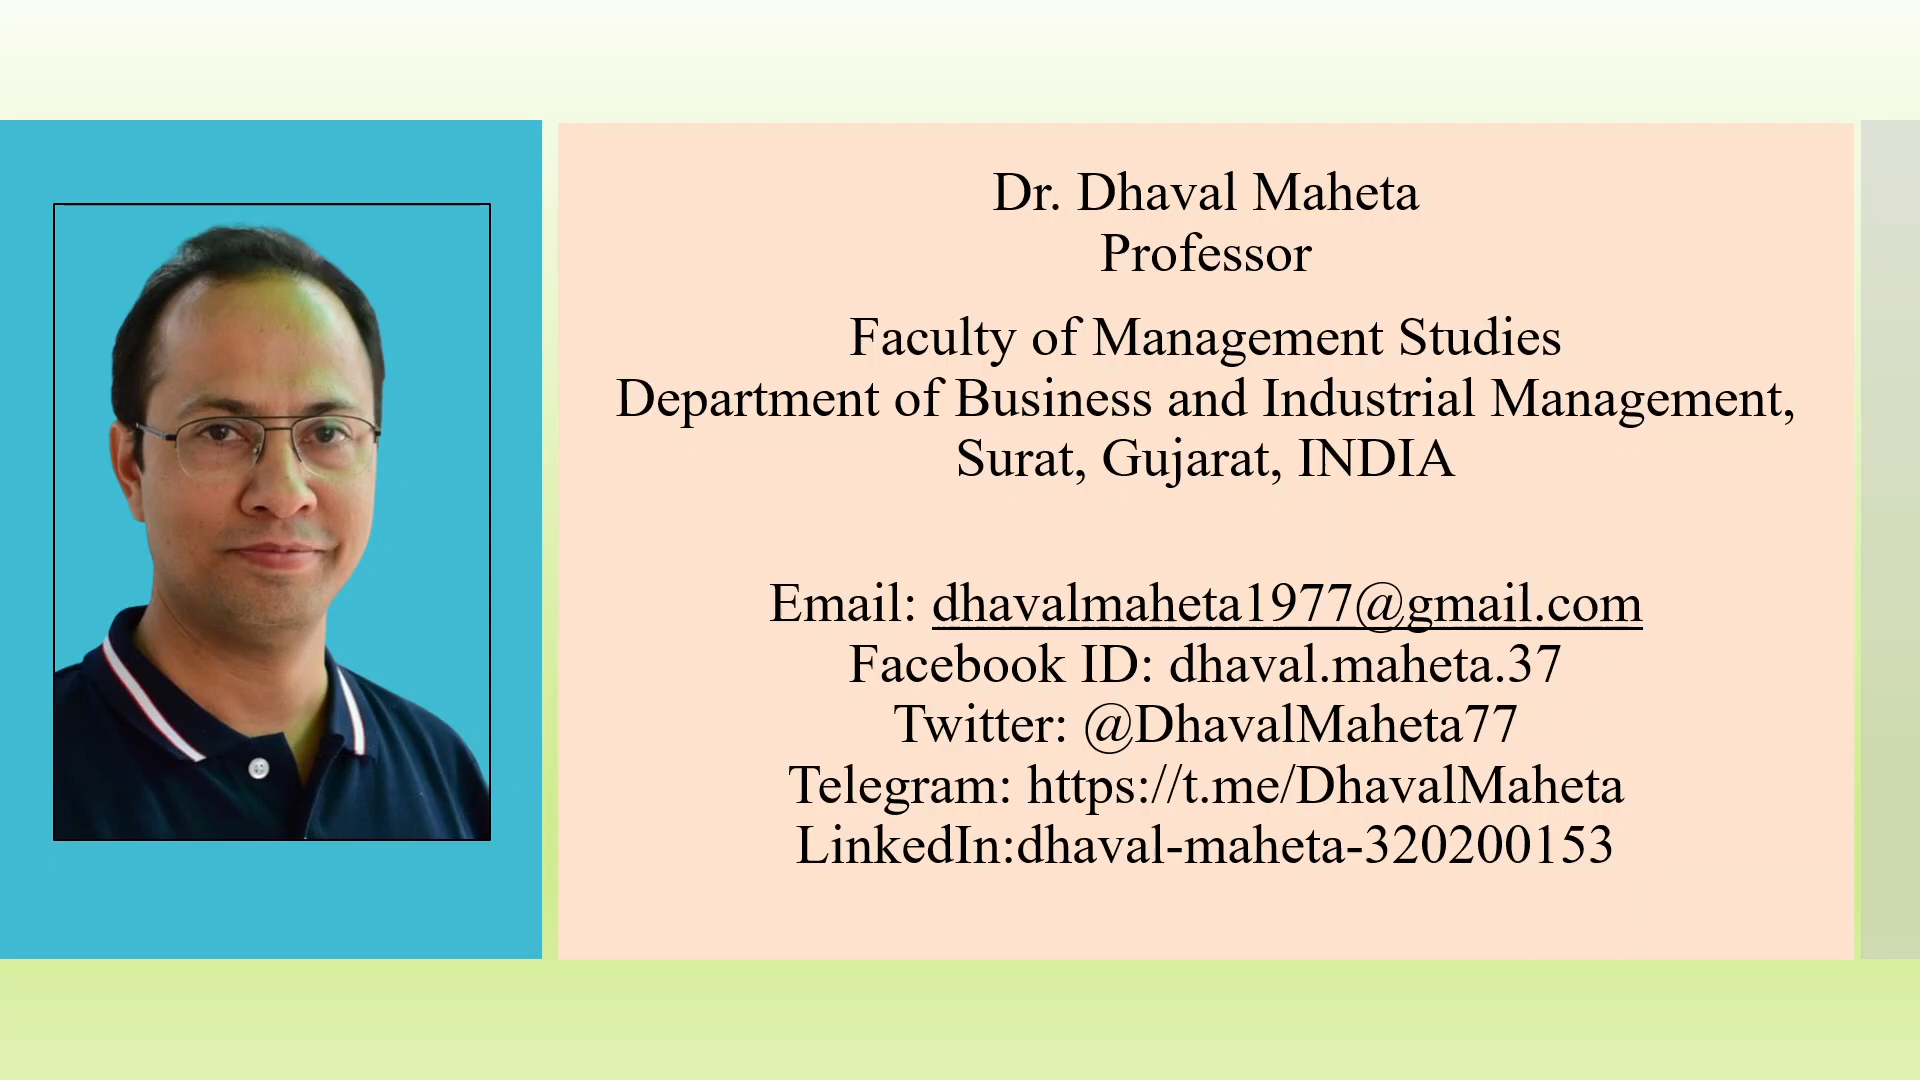 Dr. Dhaval Maheta
Professor
Faculty of Management Studies
Department of Business and Industrial Management,
Surat, Gujarat, INDIA
Email: dhavalmaheta1977@gmail.com
Facebook ID: dhaval.maheta.37
Twitter: @DhavalMaheta77
Telegram: https://t.me/DhavalMaheta
LinkedIn:dhaval-maheta-320200153